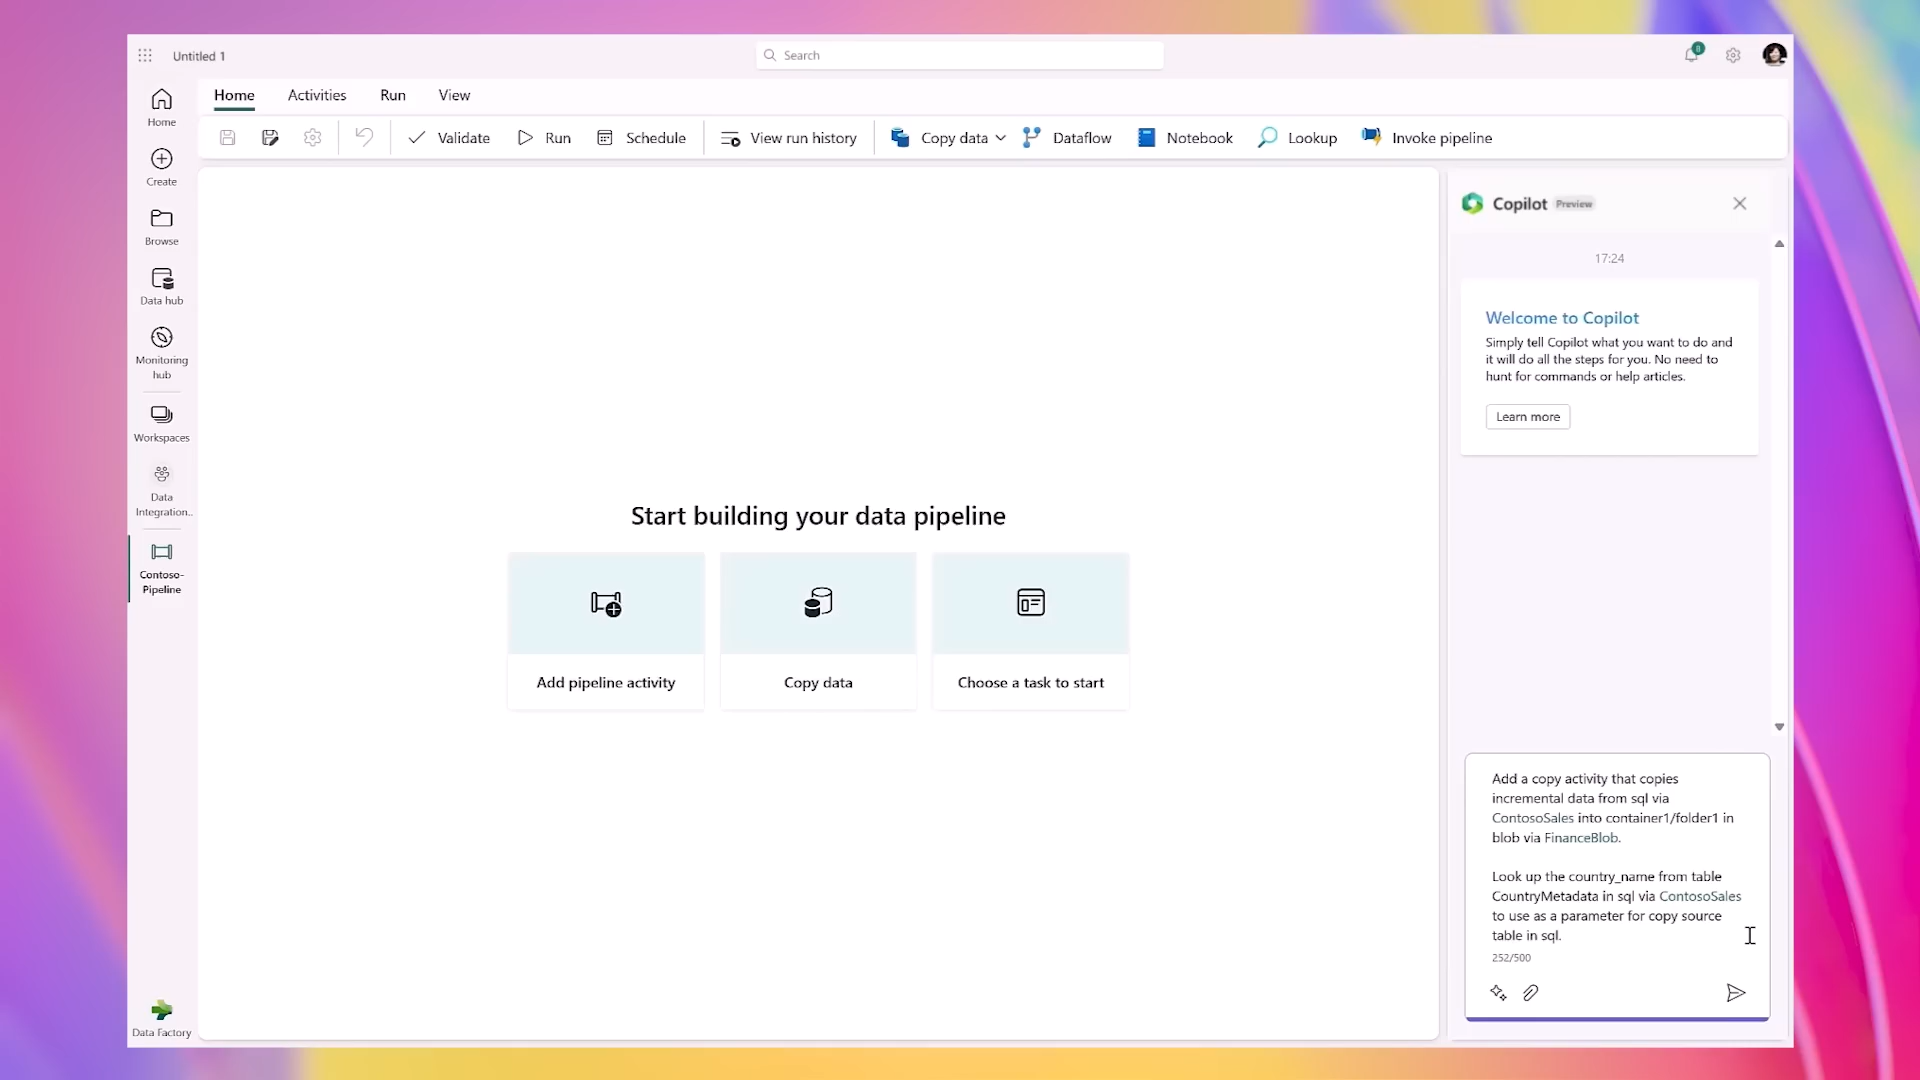 Untitled 1
Search
8
Home
Activities
Run
View
Validate
Run
Schedule
View run history
Copy data
Dataflow
Notebook
Lookup
Invoke pipeline
Home
Create
Browse
Data hub
Monitoring
hub
Workspaces
Data
Integration..
Contoso-
Pipeline
Data Factory
Start building your data pipeline
Add pipeline activity
Copy data
Choose a task to start
Copilot Preview
17:24
Welcome to Copilot
Simply tell Copilot what you want to do and
it will do all the steps for you. No need to
hunt for commands or help articles.
Learn more
Add a copy activity that copies
incremental data from sql via
ContosoSales into container1/folder1 in
blob via FinanceBlob.
Look up the country_name from table
CountryMetadata in sql via ContosoSales
to use as a parameter for copy source
table in sql.
252/500